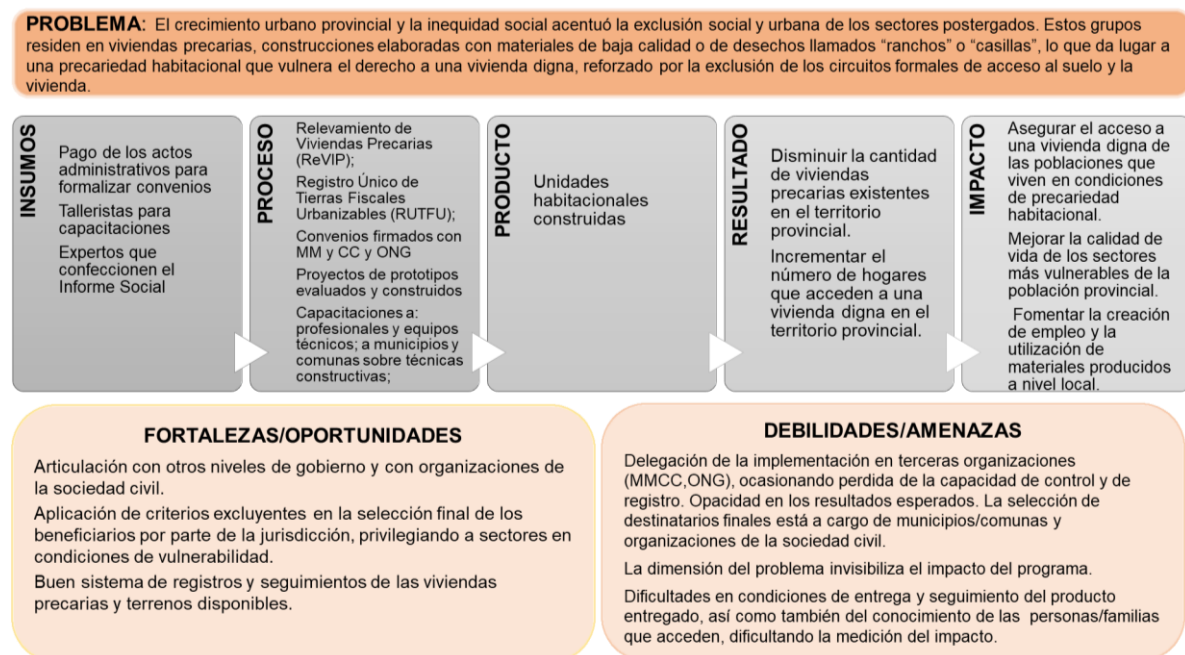 PROBLEMA: El crecimiento urbano provincial y la inequidad social acentuó la exclusión social y urbana de los sectores postergados. Estos grupos
residen en viviendas precarias, construcciones elaboradas con materiales de baja calidad o de desechos llamados “ranchos” o “casillas”, lo que da lugar a
una precariedad habitacional que vulnera el derecho a una vivienda digna, reforzado por la exclusión de los circuitos formales de acceso al suelo y la
vivienda.
INSUMOS
Pago de los actos
administrativos para
formalizar convenios
Talleristas para
capacitaciones
Expertos que
confeccionen el
Informe Social
PROCESO
Relevamiento de
Viviendas Precarias
(ReVIP);
Registro Único de
Tierras Fiscales
Urbanizables (RUTFU);
Convenios firmados con
MM y CC y ONG
Proyectos de prototipos
evaluados y construidos
Capacitaciones a:
profesionales y equipos
técnicos; a municipios y
comunas sobre técnicas
constructivas;
PRODUCTO
Unidades
habitacionales
construidas
RESULTADO
Disminuir la cantidad
de viviendas
precarias existentes
en el territorio
provincial.
Incrementar el
número de hogares
que acceden a una
vivienda digna en el
territorio provincial.
IMPACTO
Asegurar el acceso a
una vivienda digna de
las poblaciones que
viven en condiciones
de precariedad
habitacional.
Mejorar la calidad de
vida de los sectores
más vulnerables de la
población provincial.
Fomentar la creación
de empleo y la
utilización de
materiales producidos
a nivel local.
FORTALEZAS/OPORTUNIDADES
Articulación con otros niveles de gobierno y con organizaciones de
la sociedad civil.
Aplicación de criterios excluyentes en la selección final de los
beneficiarios por parte de la jurisdicción, privilegiando a sectores en
condiciones de vulnerabilidad.
Buen sistema de registros y seguimientos de las viviendas
precarias y terrenos disponibles.
DEBILIDADES/AMENAZAS
Delegación de la implementación en terceras organizaciones
(MMCC,ONG), ocasionando perdida de la capacidad de control y de
registro. Opacidad en los resultados esperados. La selección de
destinatarios finales está a cargo de municipios/comunas y
organizaciones de la sociedad civil.
La dimensión del problema invisibiliza el impacto del programa.
Dificultades en condiciones de entrega y seguimiento del producto
entregado, así como también del conocimiento de las personas/familias
que acceden, dificultando la medición del impacto.